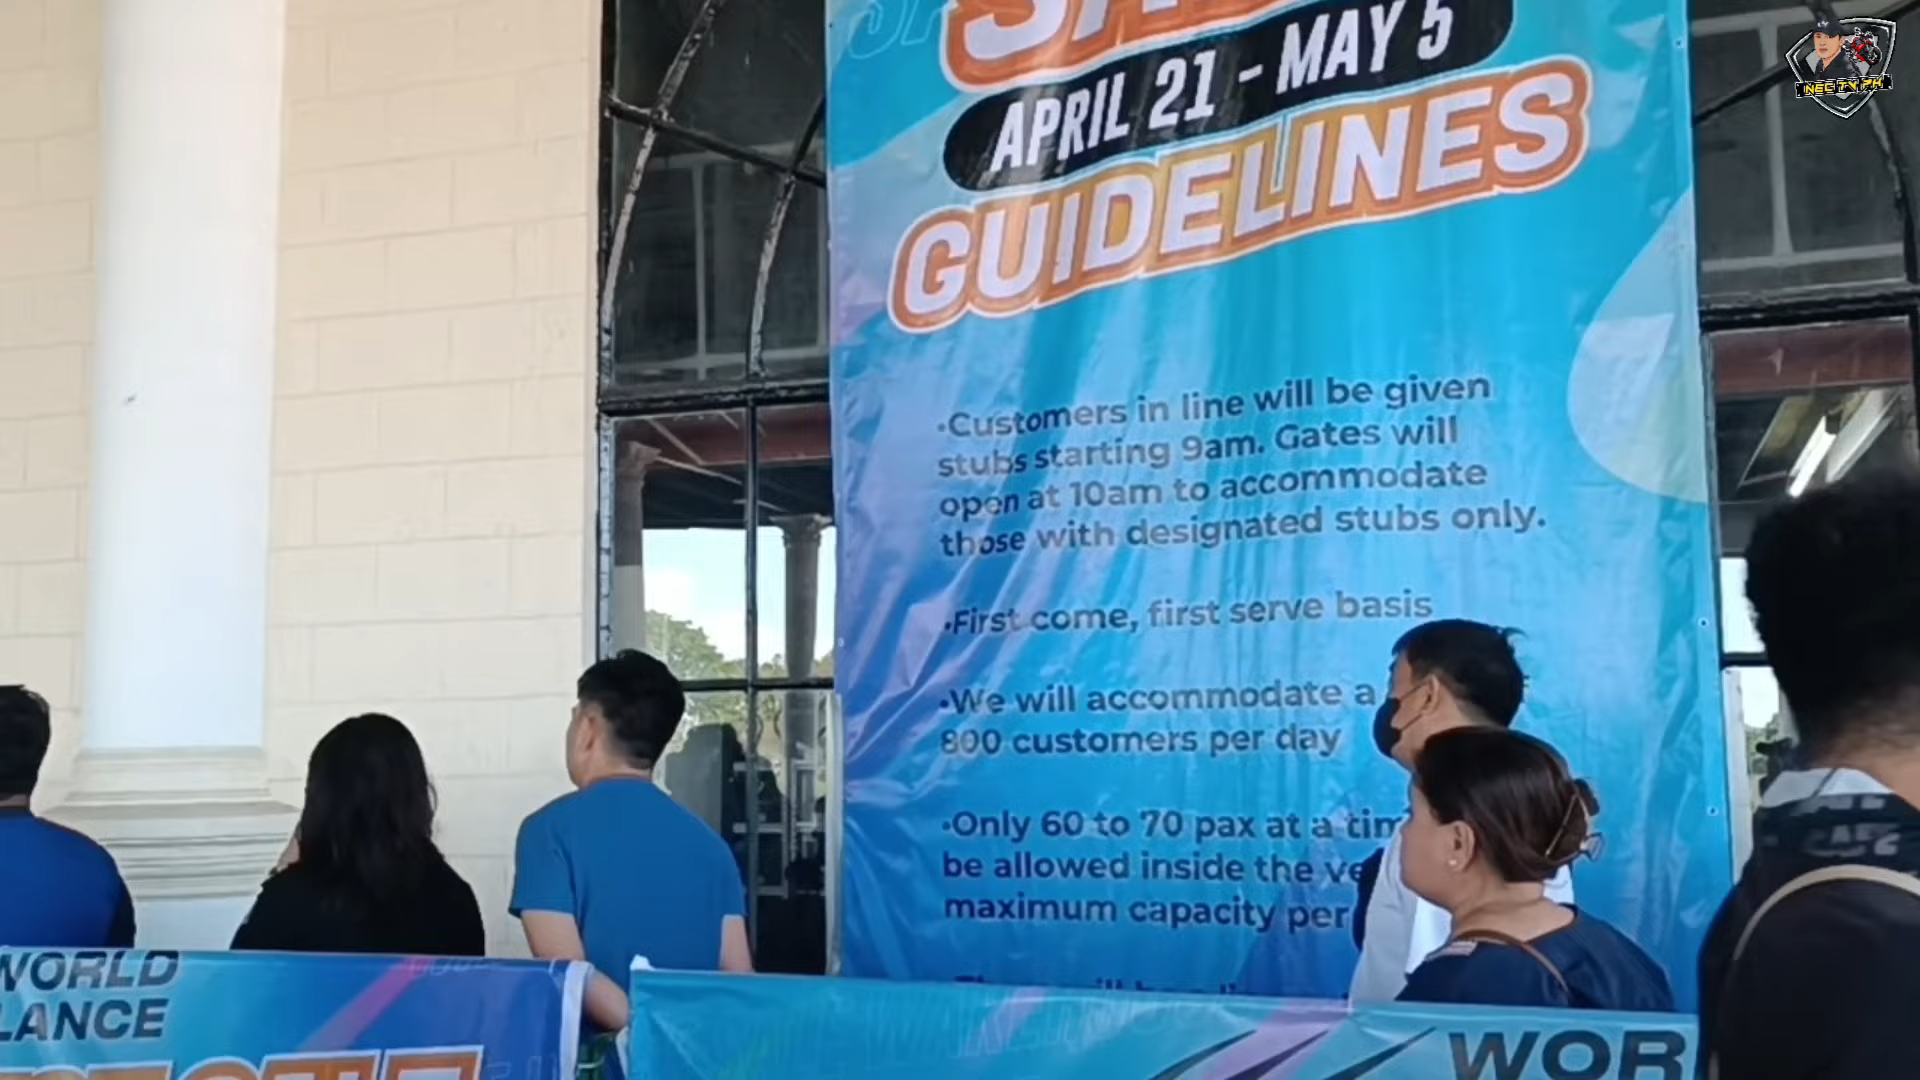 APRIL 21 - MAY 5
GUIDELINES
•Customers in line will be given
stubs starting 9am. Gates will
open at 10am to accommodate
those with designated stubs only.
•First come, first serve basis
•We will accommodate a
800 customers per day
•Only 60 to 70 pax at a tim
be allowed inside the ve
maximum capacity per
WORLD
LANCE
WOR
NEC TV PH